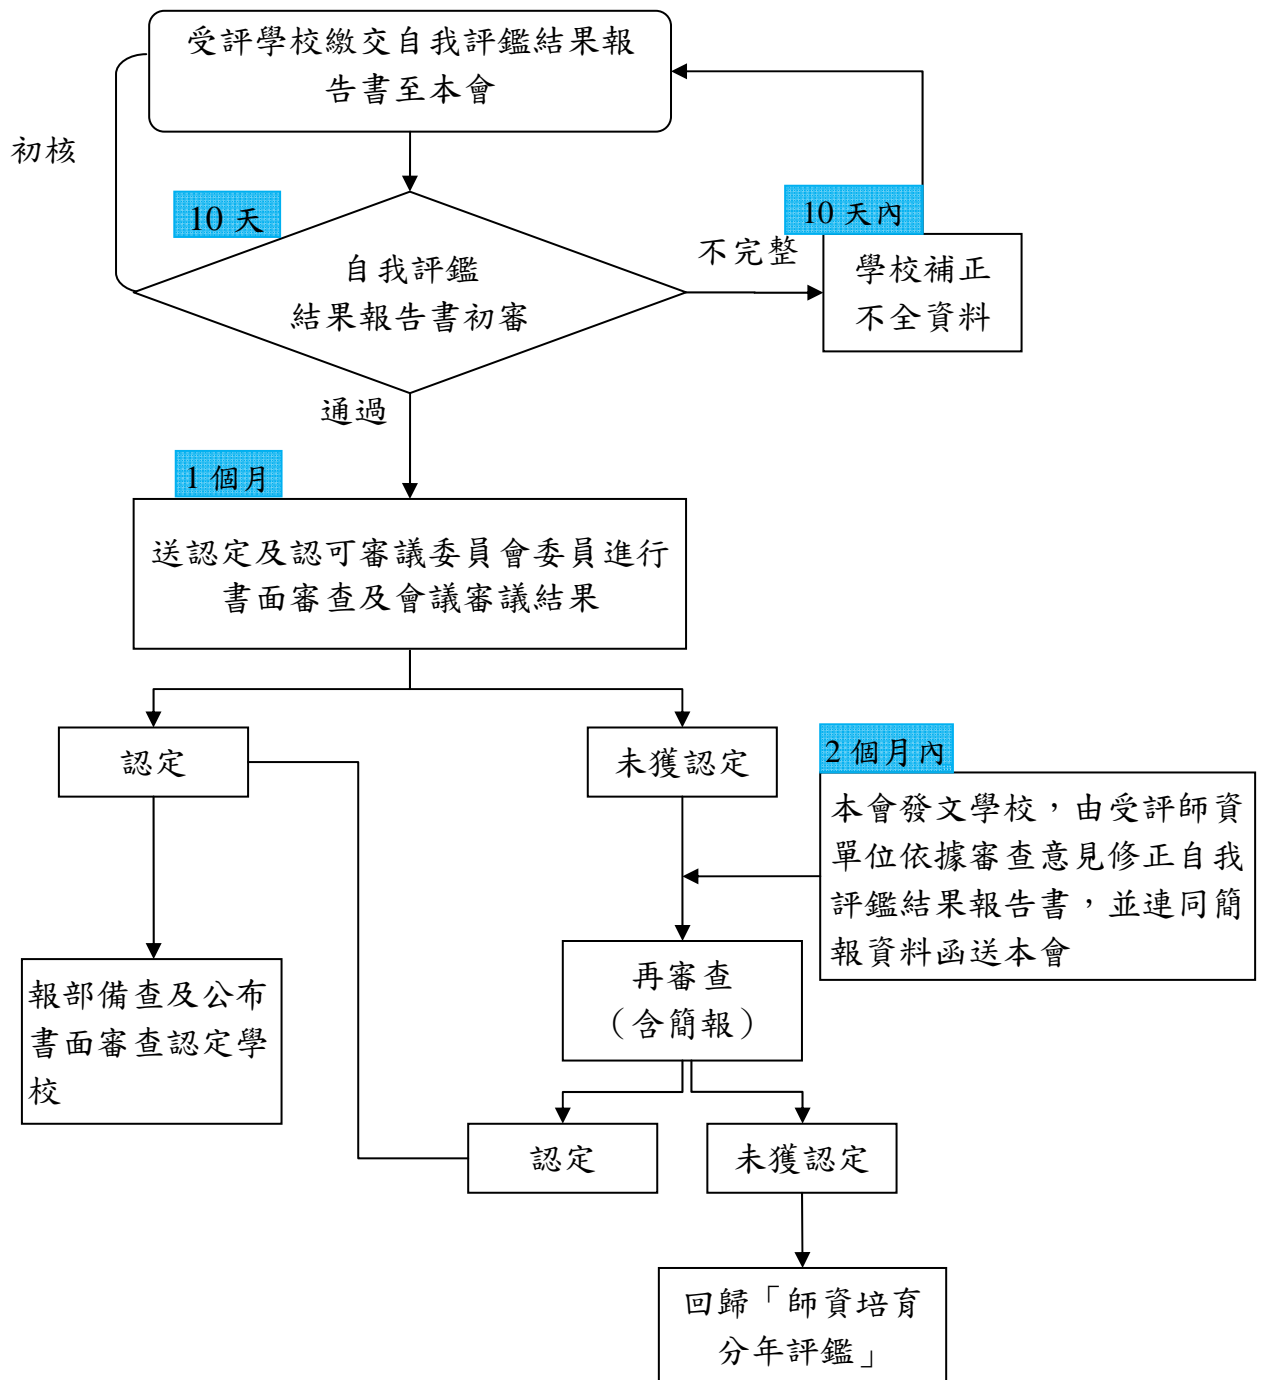 受評學校繳交自我評鑑結果報
告書至本會
初核
10 天
10 天內
不完整
自我評鑑
結果報告書初審
學校補正
不全資料
通過
1 個月
送認定及認可審議委員會委員進行
書面審查及會議審議結果
認定
未獲認定
2 個月內
本會發文學校，由受評師資
單位依據審查意見修正自我
評鑑結果報告書，並連同簡
報資料函送本會
再審查
（含簡報）
報部備查及公布
書面審查認定學
校
認定
未獲認定
回歸「師資培育
分年評鑑」